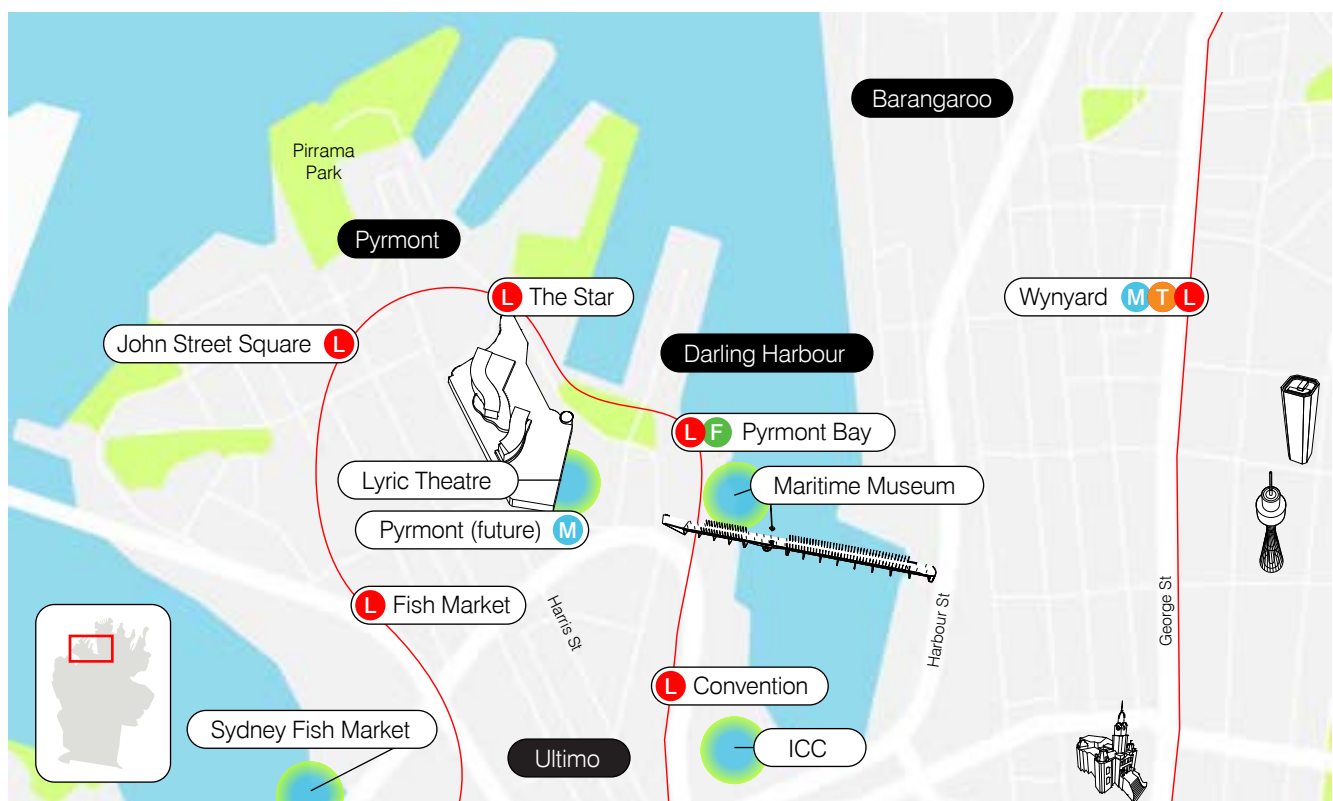 Barangaroo
Pirrama
Park
Pyrmont
L The Star
Wynyard M T L
John Street Square L
Darling Harbour
L F Pyrmont Bay
Lyric Theatre
Maritime Museum
Pyrmont (future) M
L Fish Market
Harris St
Harbour St
George St
L Convention
Sydney Fish Market
Ultimo
ICC